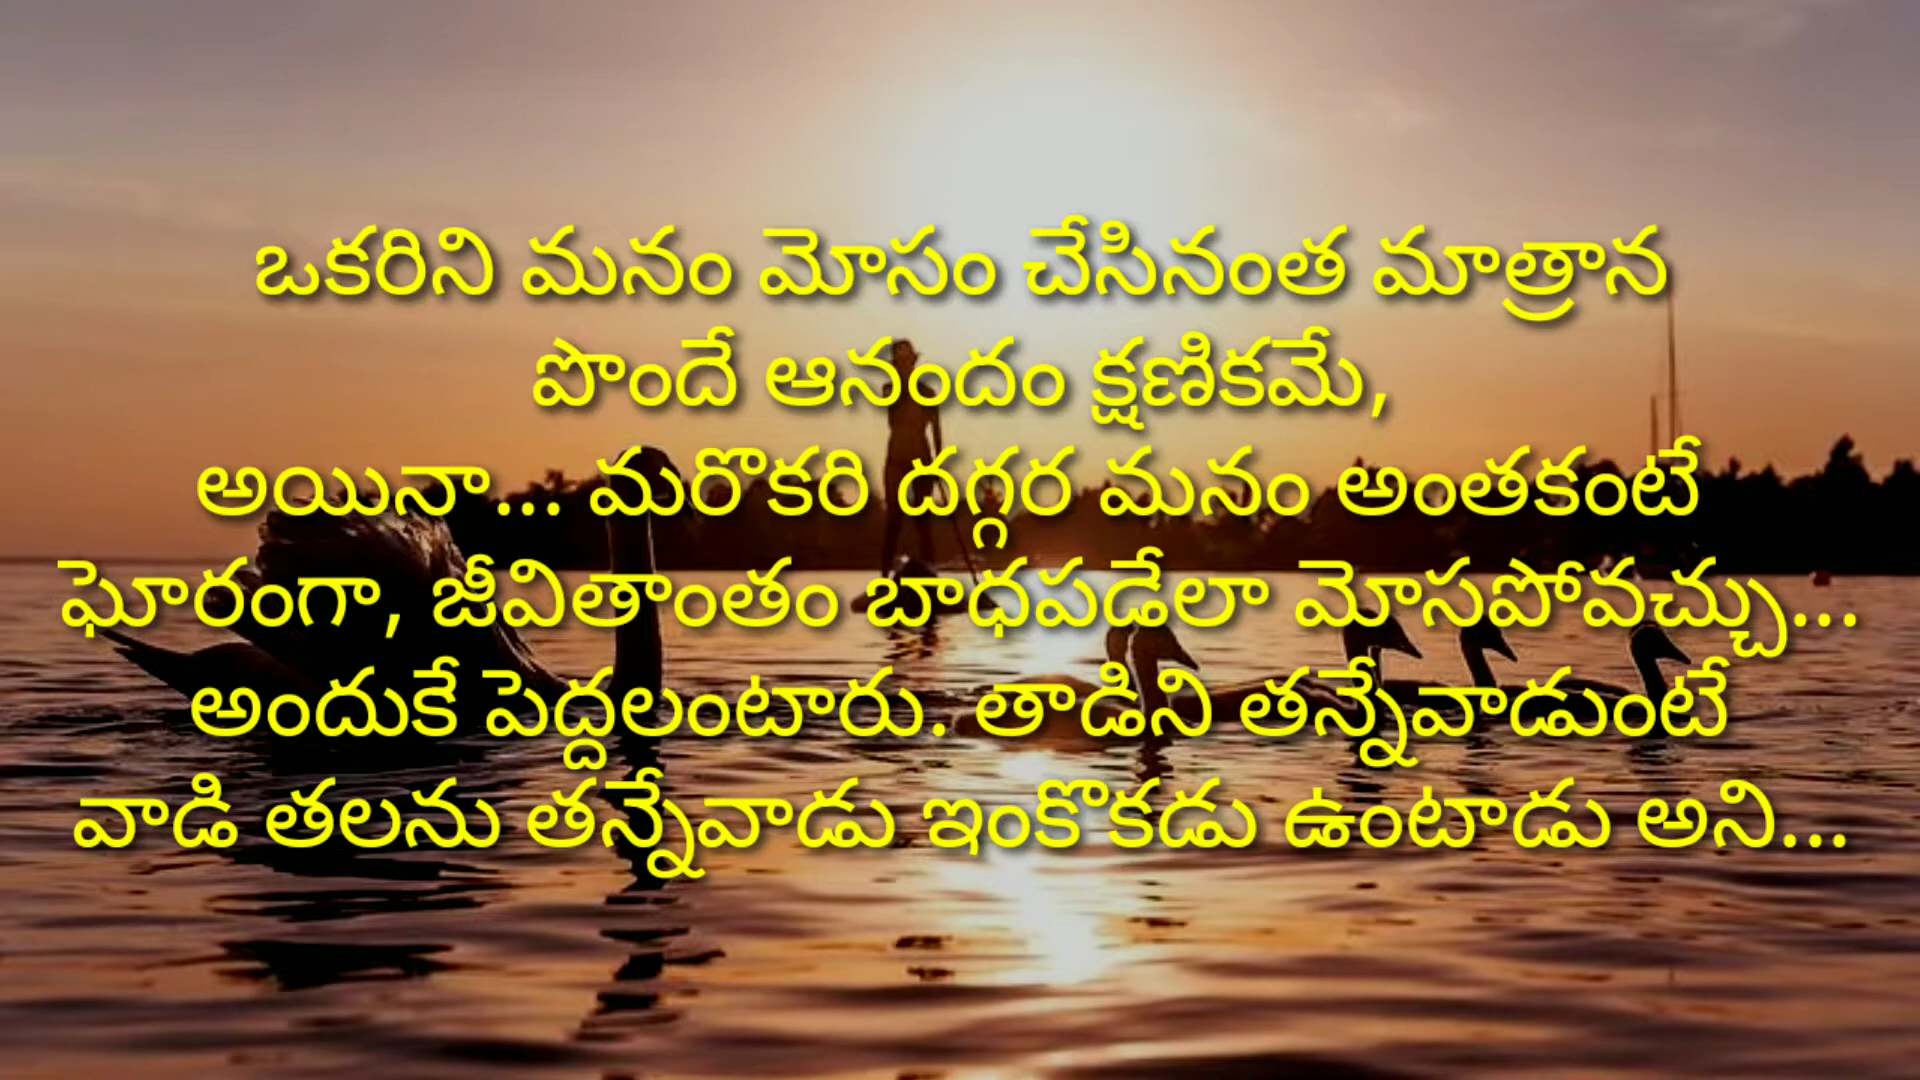 ఒకరిని మనం మోసం చేసినంత మాత్రాన
పొందే ఆనందం క్షణికమే,
అయినా... మరొకరి దగ్గర మనం అంతకంటే
ఘోరంగా, జీవితాంతం బాధపడేలా మోసపోవచ్చు...
అందుకే పెద్దలంటారు. తాడిని తన్నేవాడుంటే
వాడి తలను తన్నేవాడు ఇంకొకడు ఉంటాడు అని...